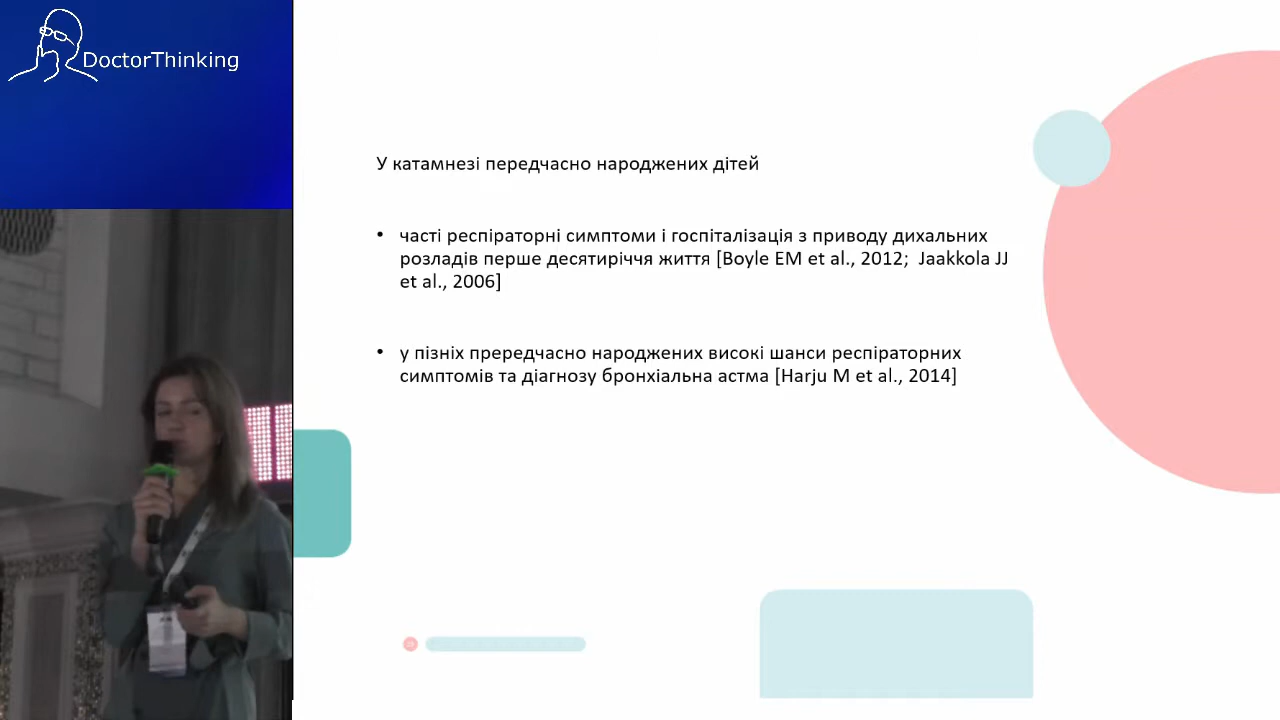 DoctorThinking
У катамнезі передчасно народжених дітей
• часті респіраторні симптоми і госпіталізація з приводу дихальних
розладів перше десятиріччя життя [Boyle EM et al., 2012; Jaakkola JJ
et al., 2006]
• у пізніх прередчасно народжених високі шанси респіраторних
симптомів та діагнозу бронхіальна астма [Harju M et al., 2014]